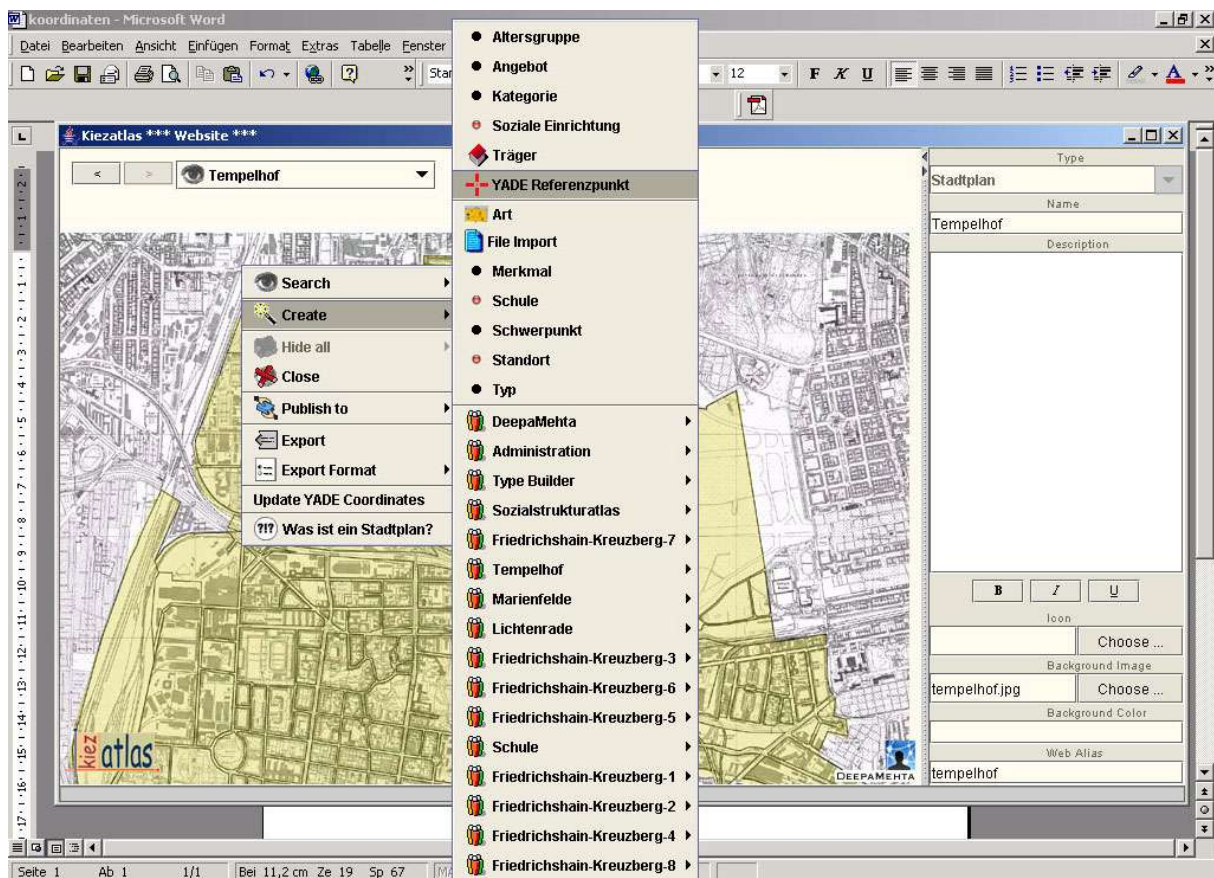 koordinaten - Microsoft Word
Datei Bearbeiten Ansicht Einfügen Format Extras Tabelle Fenster
12 F K U
Kiezatlas *** Website ***
< > Tempelhof
Search
Create
Hide all
Close
Publish to
Export
Export Format
Update YADE Coordinates
?!? Was ist ein Stadtplan?
Altersgruppe
Angebot
Kategorie
Soziale Einrichtung
Träger
YADE Referenzpunkt
Art
File Import
Merkmal
Schule
Schwerpunkt
Standort
Typ
DeepaMehta
Administration
Type Builder
Sozialstrukturatlas
Friedrichshain-Kreuzberg-7
Tempelhof
Marienfelde
Lichtenrade
Friedrichshain-Kreuzberg-3
Friedrichshain-Kreuzberg-6
Friedrichshain-Kreuzberg-5
Schule
Friedrichshain-Kreuzberg-1
Friedrichshain-Kreuzberg-2
Friedrichshain-Kreuzberg-4
Friedrichshain-Kreuzberg-8
Type
Stadtplan
Name
Tempelhof
Description
B I U
Icon
Choose ...
Background Image
tempelhof.jpg Choose ...
Background Color
Web Alias
tempelhof
kiez
atlas
DEEPAMEHTA
Seite 1 Ab 1 1/1 Bei 11,2 cm Ze 19 Sp 67